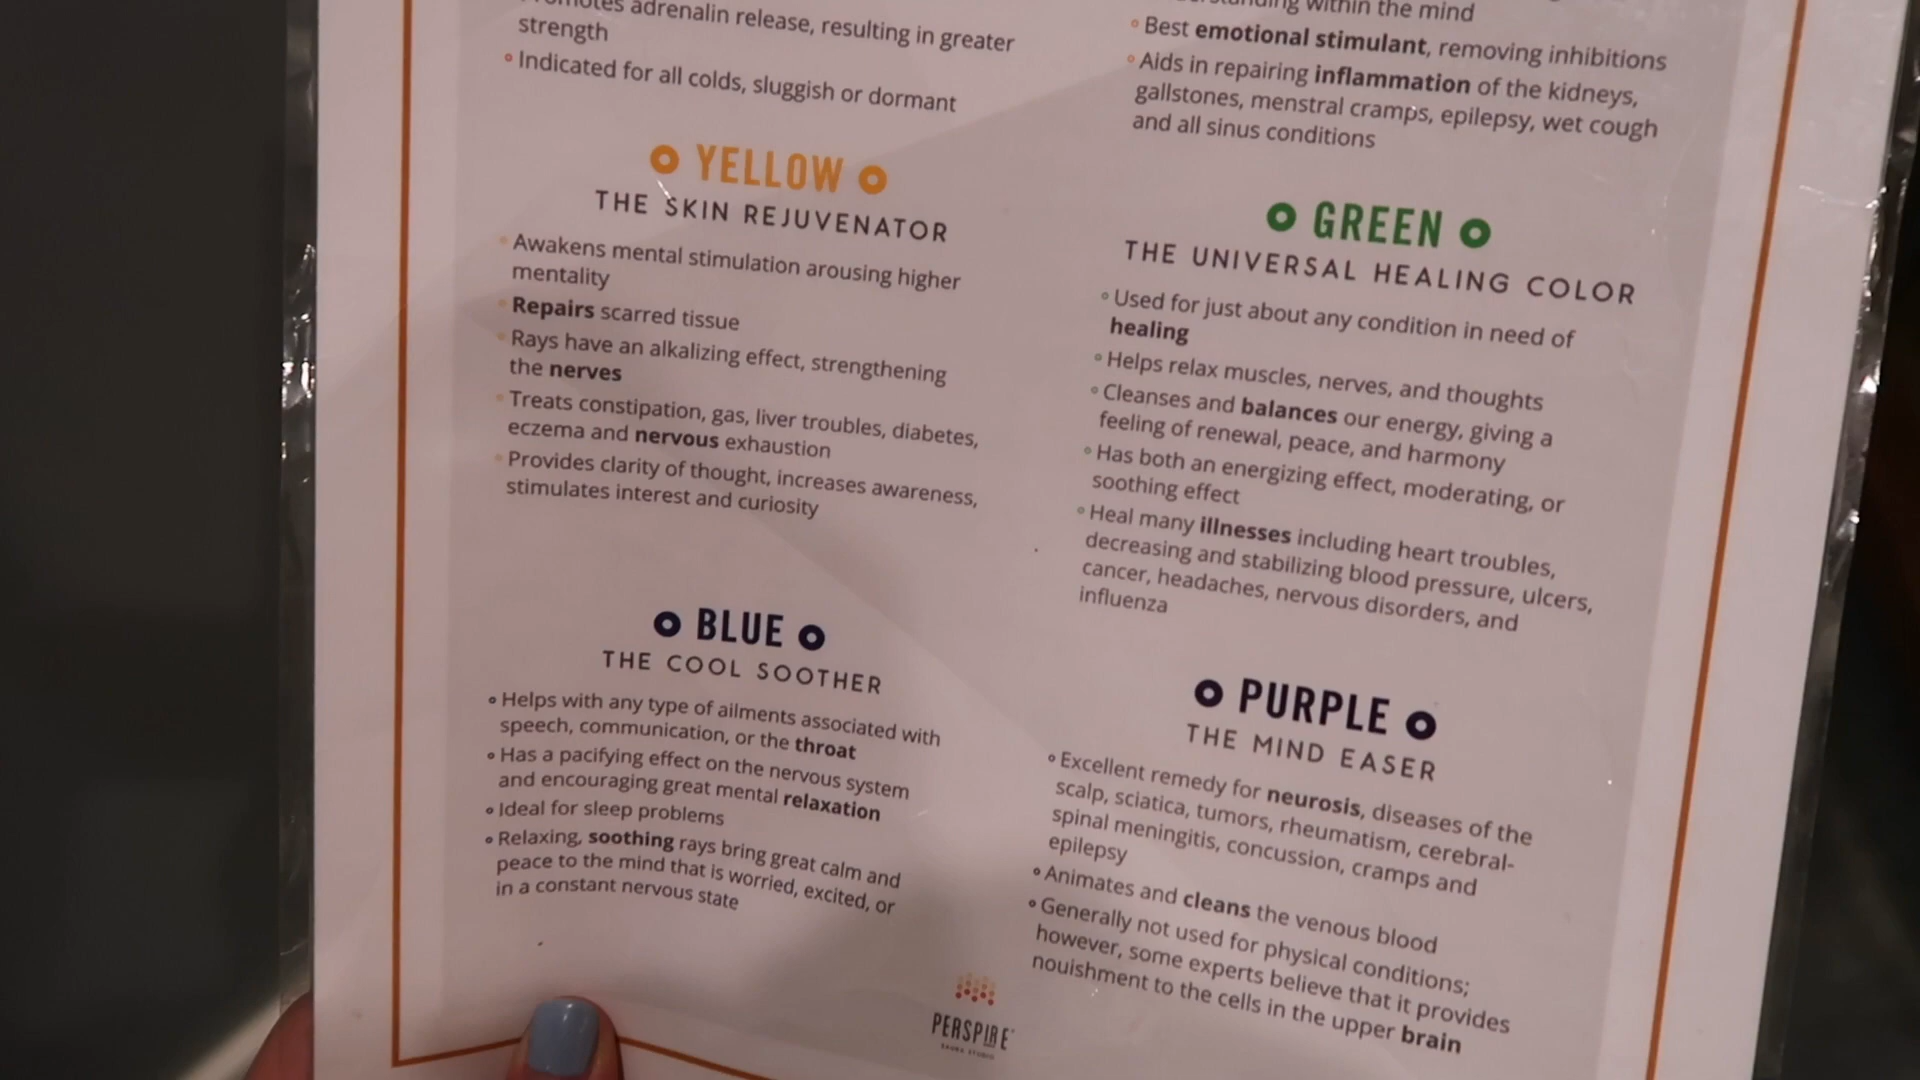 adrenalin release, resulting in greater
strength
Indicated for all colds, sluggish or dormant
YELLOW
THE SKIN REJUVENATOR
Awakens mental stimulation arousing higher
mentality
Repairs scarred tissue
Rays have an alkalizing effect, strengthening
the nerves
Treats constipation, gas, liver troubles, diabetes,
eczema and nervous exhaustion
Provides clarity of thought, increases awareness,
stimulates interest and curiosity
BLUE
THE COOL SOOTHER
Helps with any type of ailments associated with
speech, communication, or the throat
Has a pacifying effect on the nervous system
and encouraging great mental relaxation
Ideal for sleep problems
Relaxing, soothing rays bring great calm and
peace to the mind that is worried, excited, or
in a constant nervous state
within the mind
Best emotional stimulant, removing inhibitions
Aids in repairing inflammation of the kidneys,
gallstones, menstral cramps, epilepsy, wet cough
and all sinus conditions
GREEN
THE UNIVERSAL HEALING COLOR
Used for just about any condition in need of
healing
Helps relax muscles, nerves, and thoughts
Cleanses and balances our energy, giving a
feeling of renewal, peace, and harmony
Has both an energizing effect, moderating, or
soothing effect
Heal many illnesses including heart troubles,
decreasing and stabilizing blood pressure, ulcers,
cancer, headaches, nervous disorders, and
influenza
PURPLE
THE MIND EASER
Excellent remedy for neurosis, diseases of the
scalp, sciatica, tumors, rheumatism, cerebral-
spinal meningitis, concussion, cramps and
epilepsy
Animates and cleans the venous blood
Generally not used for physical conditions;
however, some experts believe that it provides
nouishment to the cells in the upper brain
PERSPIRE
SAUNA STUDIO